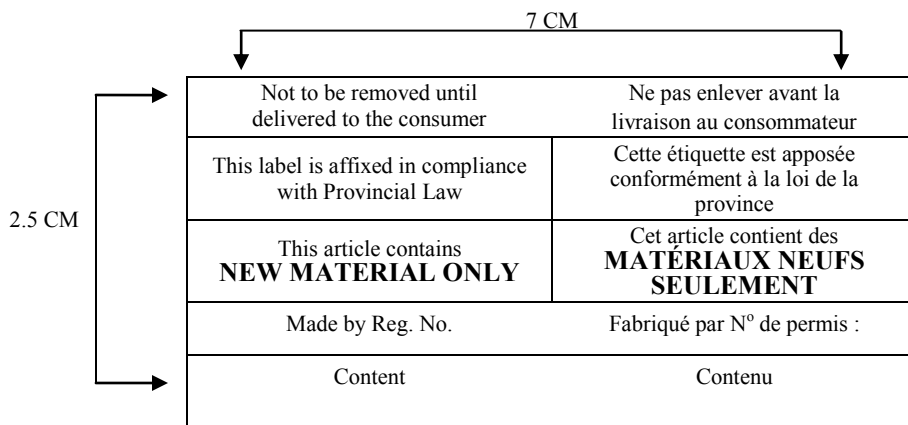 7 CM
Not to be removed until
delivered to the consumer
Ne pas enlever avant la
livraison au consommateur
This label is affixed in compliance
with Provincial Law
Cette étiquette est apposée
conformément à la loi de la
province
2.5 CM
This article contains
NEW MATERIAL ONLY
Cet article contient des
MATÉRIAUX NEUFS
SEULEMENT
Made by Reg. No.
Fabriqué par Nº de permis :
Content
Contenu